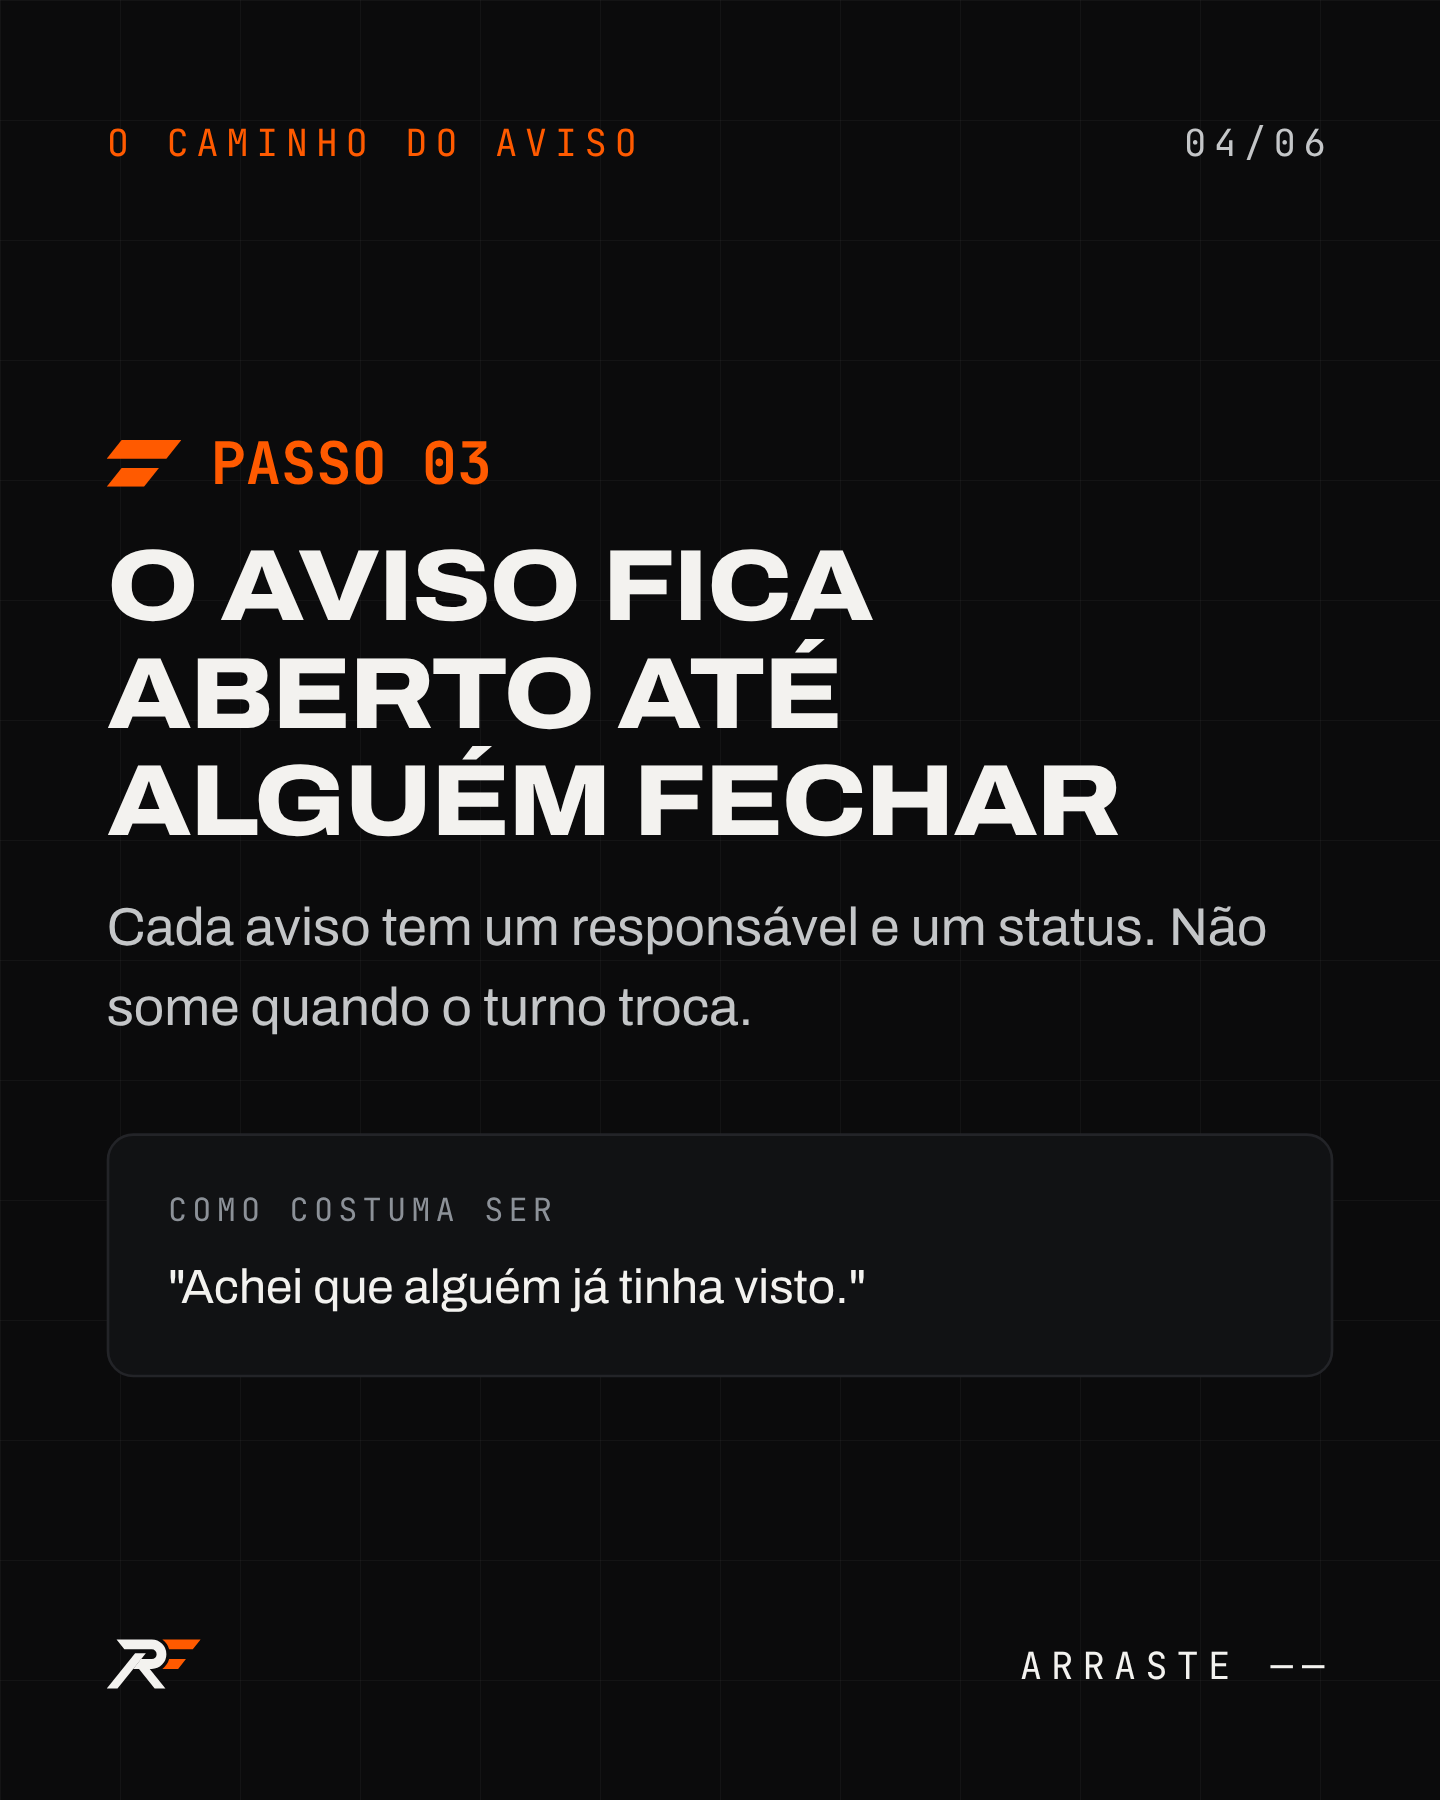 O CAMINHO DO AVISO
04/06
PASSO 03
O AVISO FICA
ABERTO ATÉ
ALGUÉM FECHAR
Cada aviso tem um responsável e um status. Não
some quando o turno troca.
COMO COSTUMA SER
"Achei que alguém já tinha visto."
RF
ARRASTE ——